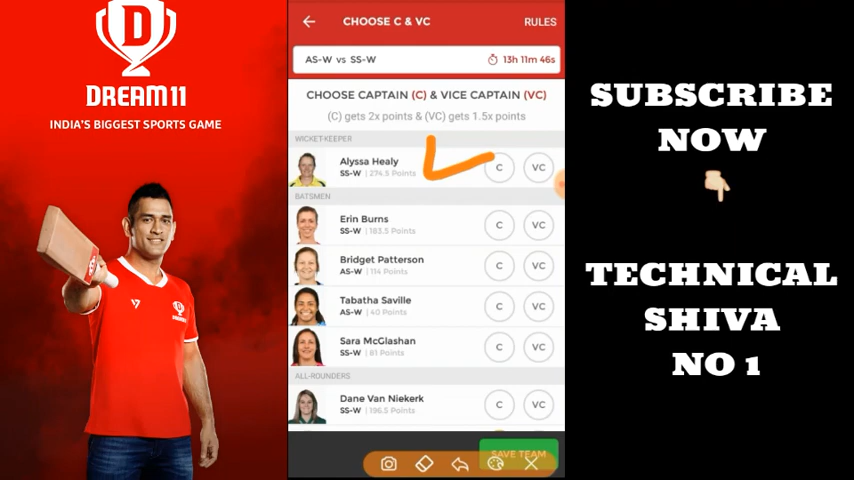 D
DREAM11
INDIA'S BIGGEST SPORTS GAME
CHOOSE C & VC
RULES
AS-W vs SS-W
13h 11m 46s
CHOOSE CAPTAIN (C) & VICE CAPTAIN (VC)
(C) gets 2x points & (VC) gets 1.5x points
WICKET-KEEPER
Alyssa Healy
SS-W | 274.5 Points
C
VC
BATSMEN
Erin Burns
SS-W | 183.5 Points
C
VC
Bridget Patterson
AS-W | 114 Points
C
VC
Tabatha Saville
AS-W | 40 Points
C
VC
Sara McGlashan
SS-W | 81 Points
C
VC
ALL-ROUNDERS
Dane Van Niekerk
SS-W | 196.5 Points
C
VC
SAVE TEAM
SUBSCRIBE
NOW
TECHNICAL
SHIVA
NO 1